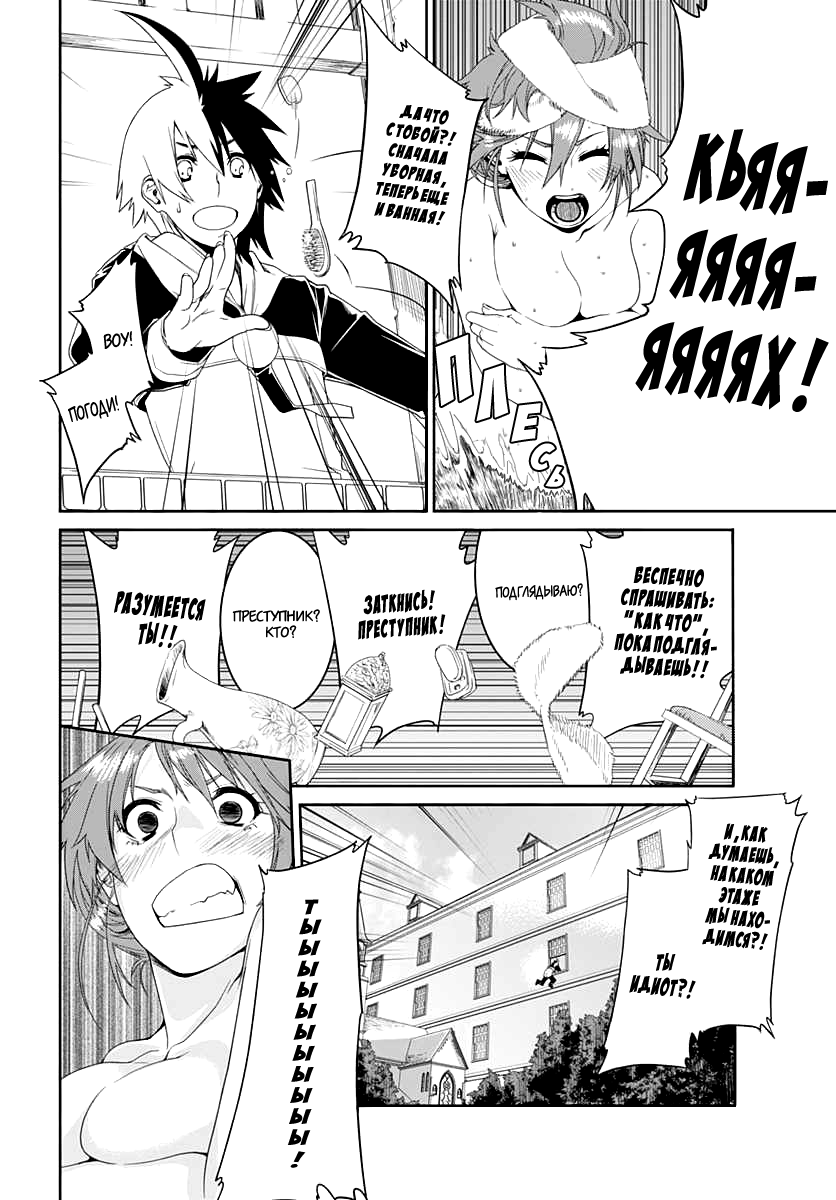 КЬЯЯ-
ЯЯЯЯ-
ЯЯЯЯХ!
ПЛЕСЬ
ДА ЧТО
С ТОБОЙ?!
СНАЧАЛА
УБОРНАЯ,
ТЕПЕРЬ ЕЩЕ
И ВАННАЯ!
ВОУ!
ПОГОДИ!
БЕСПЕЧНО
СПРАШИВАТЬ:
"КАК ЧТО",
ПОКА ПОДГЛЯ-
ДЫВАЕШЬ!!
ПОДГЛЯДЫВАЮ?
ЗАТКНИСЬ!
ПРЕСТУПНИК!
ПРЕСТУПНИК?
КТО?
РАЗУМЕЕТСЯ
ТЫ!!
И, КАК
ДУМАЕШЬ,
НА КАКОМ
ЭТАЖЕ
МЫ НАХО-
ДИМСЯ?!
ТЫ
ИДИОТ?!
ТЫЫЫЫЫЫЫЫЫЫ!